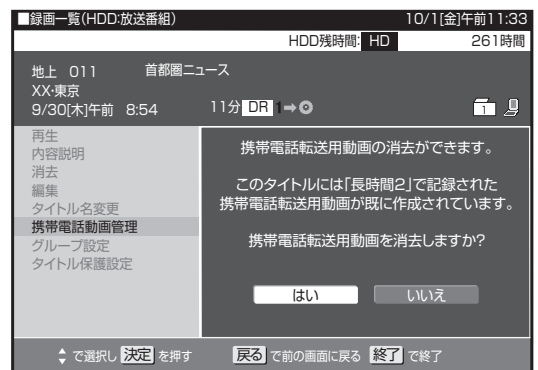 ■録画一覧(HDD:放送番組) 10/1[金]午前11:33
HDD残時間: HD 261時間
地上 011 首都圏ニュース
XX・東京
9/30[木]午前 8:54 11分 DR 1➡
1
再生
内容説明
消去
編集
タイトル名変更
携帯電話動画管理
グループ設定
タイトル保護設定
携帯電話転送用動画の消去ができます。
このタイトルには「長時間2」で記録された
携帯電話転送用動画が既に作成されています。
携帯電話転送用動画を消去しますか?
はい いいえ
で選択し 決定 を押す 戻る で前の画面に戻る 終了 で終了